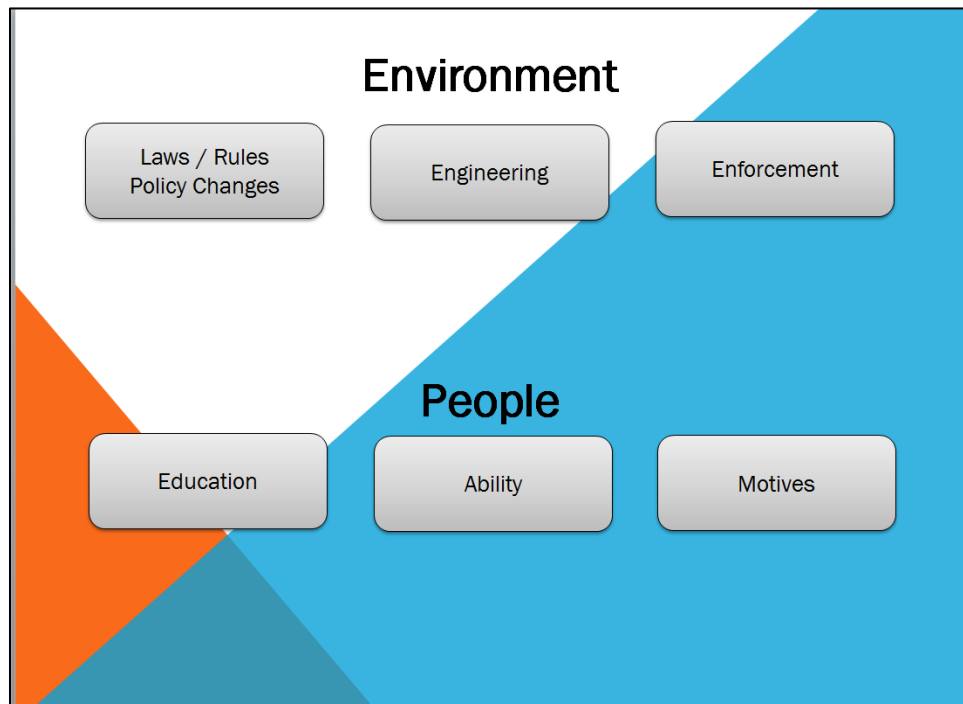 Environment
Laws / Rules
Policy Changes
Engineering
Enforcement
People
Education
Ability
Motives